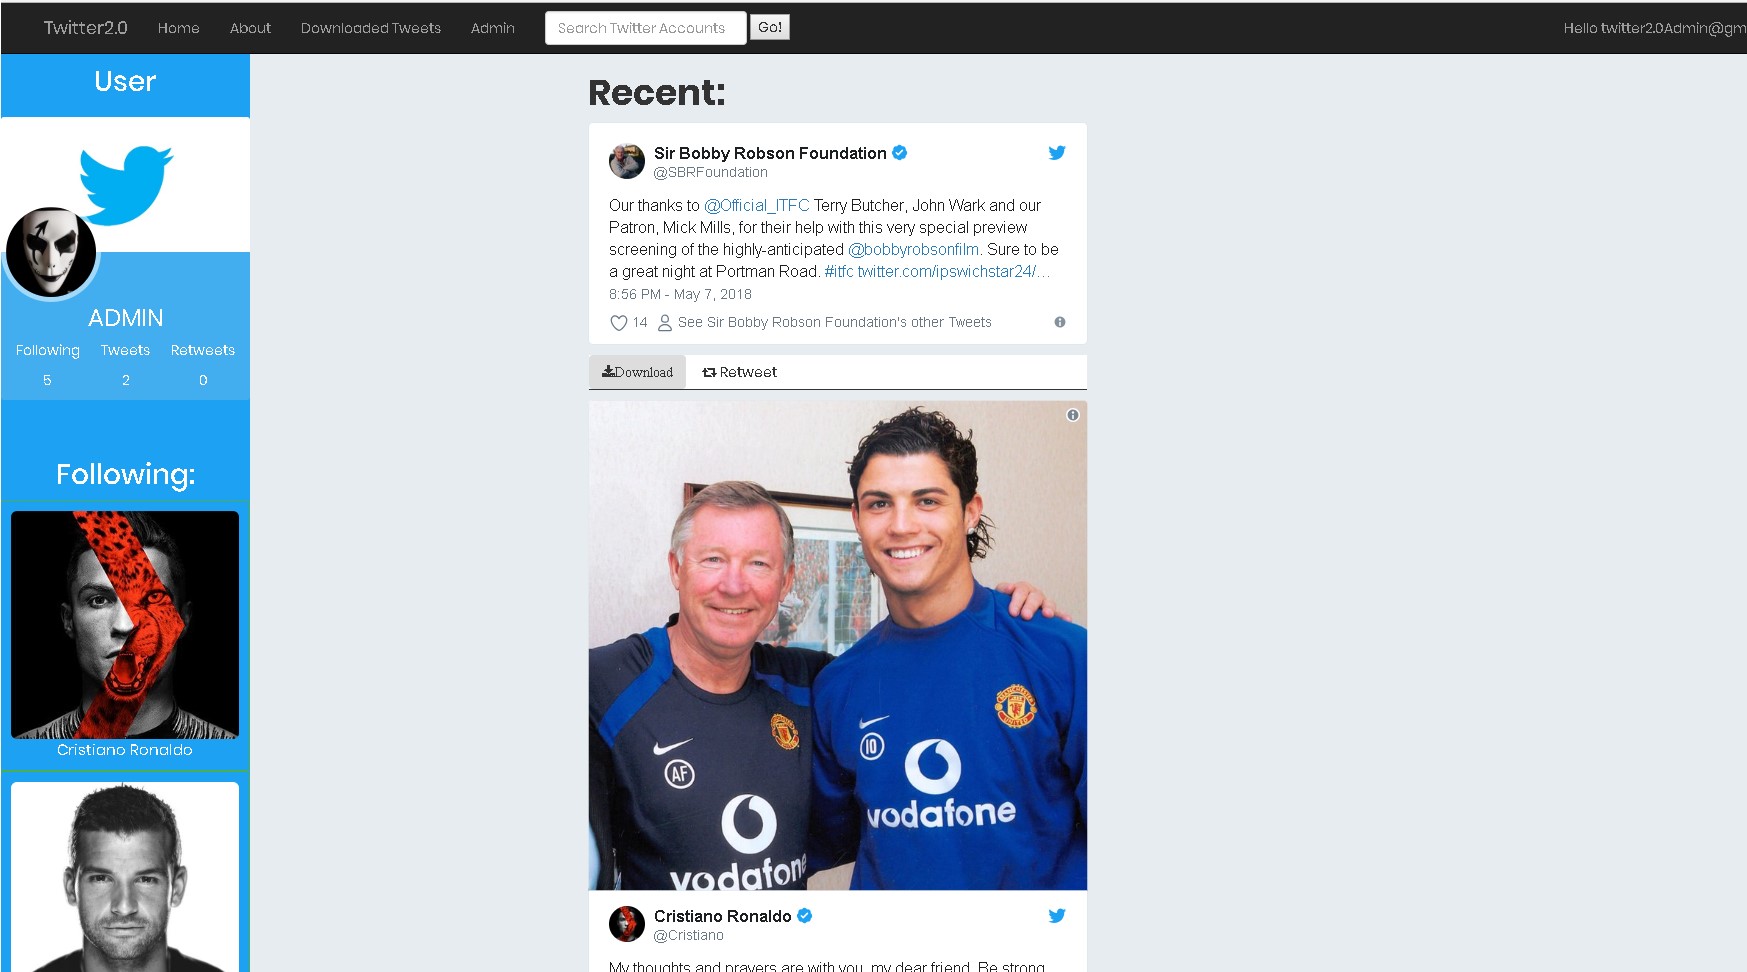 Twitter2.0 Home About Downloaded Tweets Admin Search Twitter Accounts Go! Hello twitter2.0Admin@gm
User
ADMIN
Following Tweets Retweets
5 2 0
Following:
Cristiano Ronaldo
Recent:
Sir Bobby Robson Foundation
@SBRFoundation
Our thanks to @Official_ITFC Terry Butcher, John Wark and our
Patron, Mick Mills, for their help with this very special preview
screening of the highly-anticipated @bobbyrobsonfilm. Sure to be
a great night at Portman Road. #itfc twitter.com/ipswichstar24/…
8:56 PM - May 7, 2018
14 See Sir Bobby Robson Foundation's other Tweets
Download Retweet
MANCHESTER
UNITED
AF
10
vodafone
vodafone
Cristiano Ronaldo
@Cristiano
My thoughts and prayers are with you, my dear friend. Be strong,